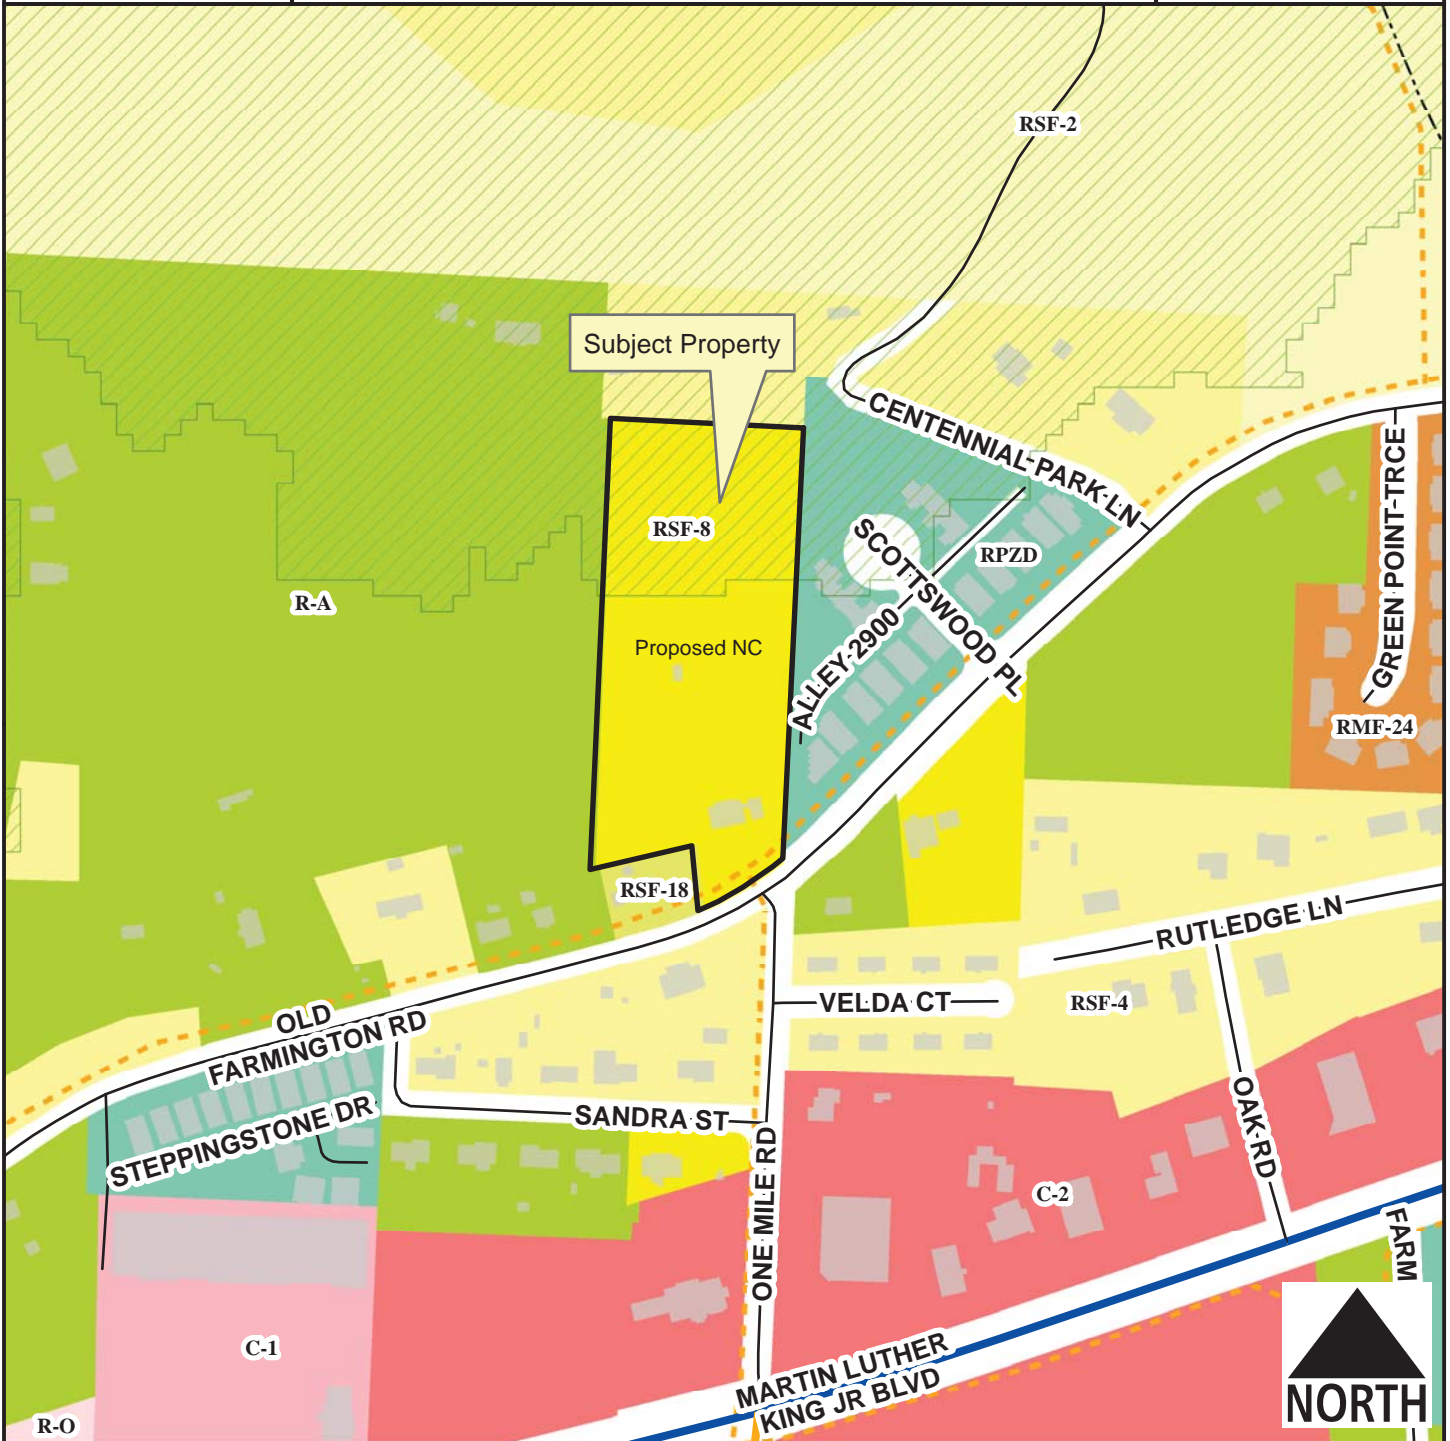 RSF-2
Subject Property
CENTENNIAL PARK LN
GREEN POINT TRCE
RSF-8
SCOTTSWOOD PL
RPZD
R-A
Proposed NC
ALLEY 2900
RMF-24
RSF-18
RUTLEDGE LN
VELDA CT
RSF-4
OLD
FARMINGTON RD
SANDRA ST
STEPPINGSTONE DR
OAK RD
ONE MILE RD
C-2
FARM
C-1
MARTIN LUTHER
KING JR BLVD
R-O
NORTH